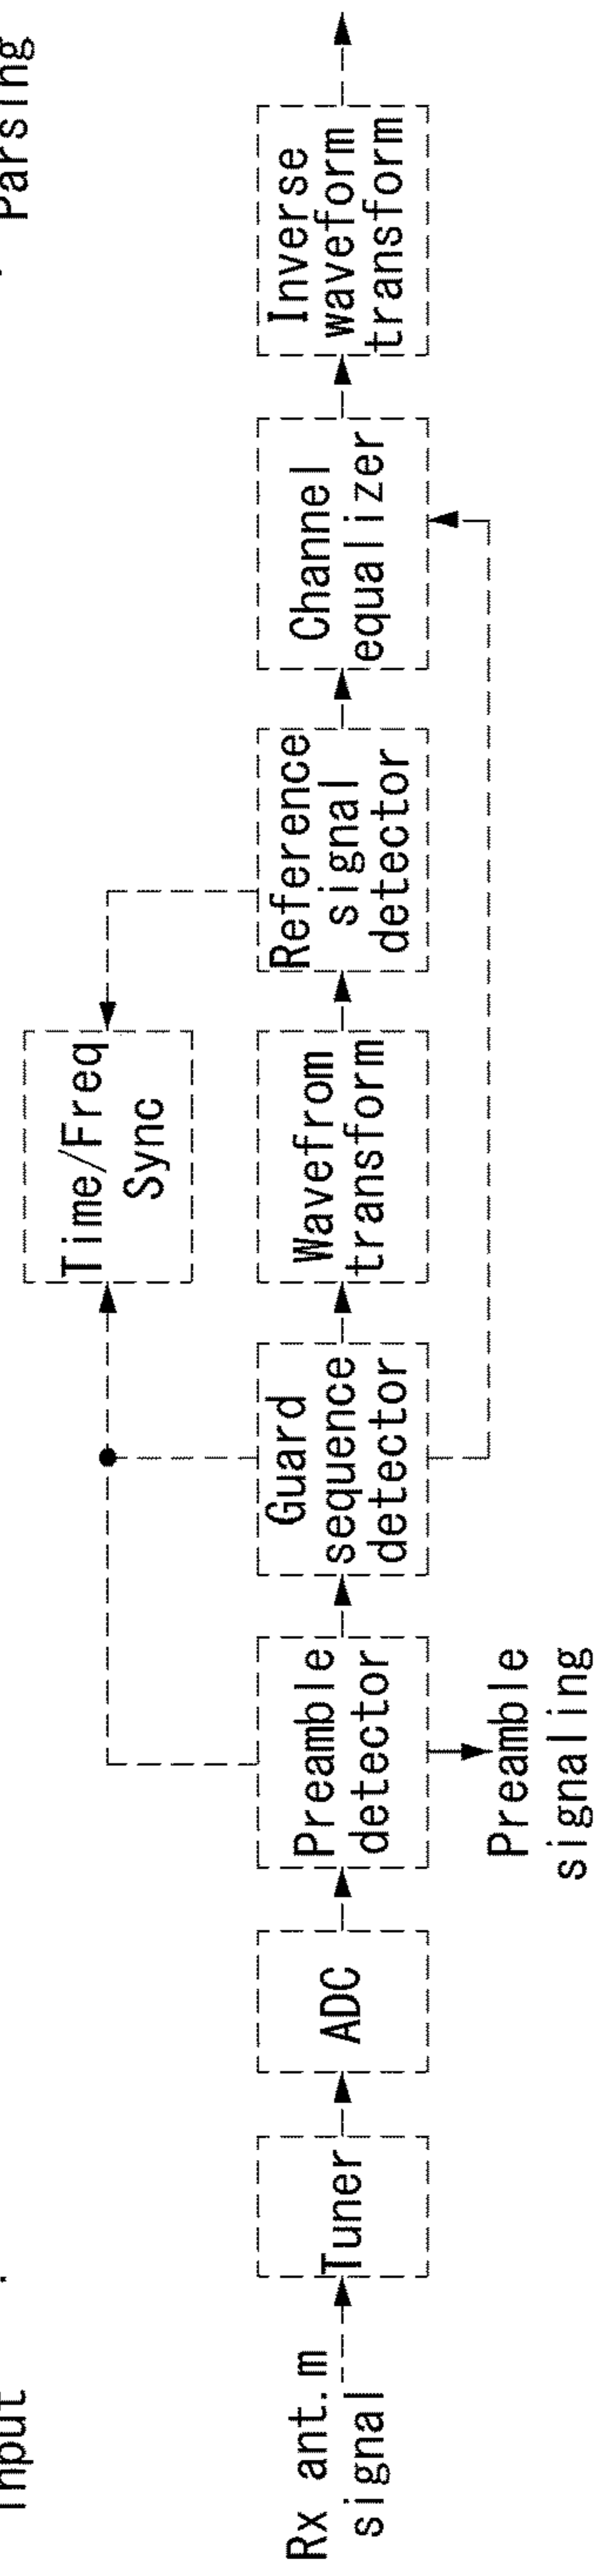 Input
Parsing
Time/Freq
Sync
Rx ant.m
signal
Tuner
ADC
Preamble
detector
Guard
sequence
detector
Wavefrom
transform
Reference
signal
detector
Channel
equalizer
Inverse
waveform
transform
Preamble
signaling